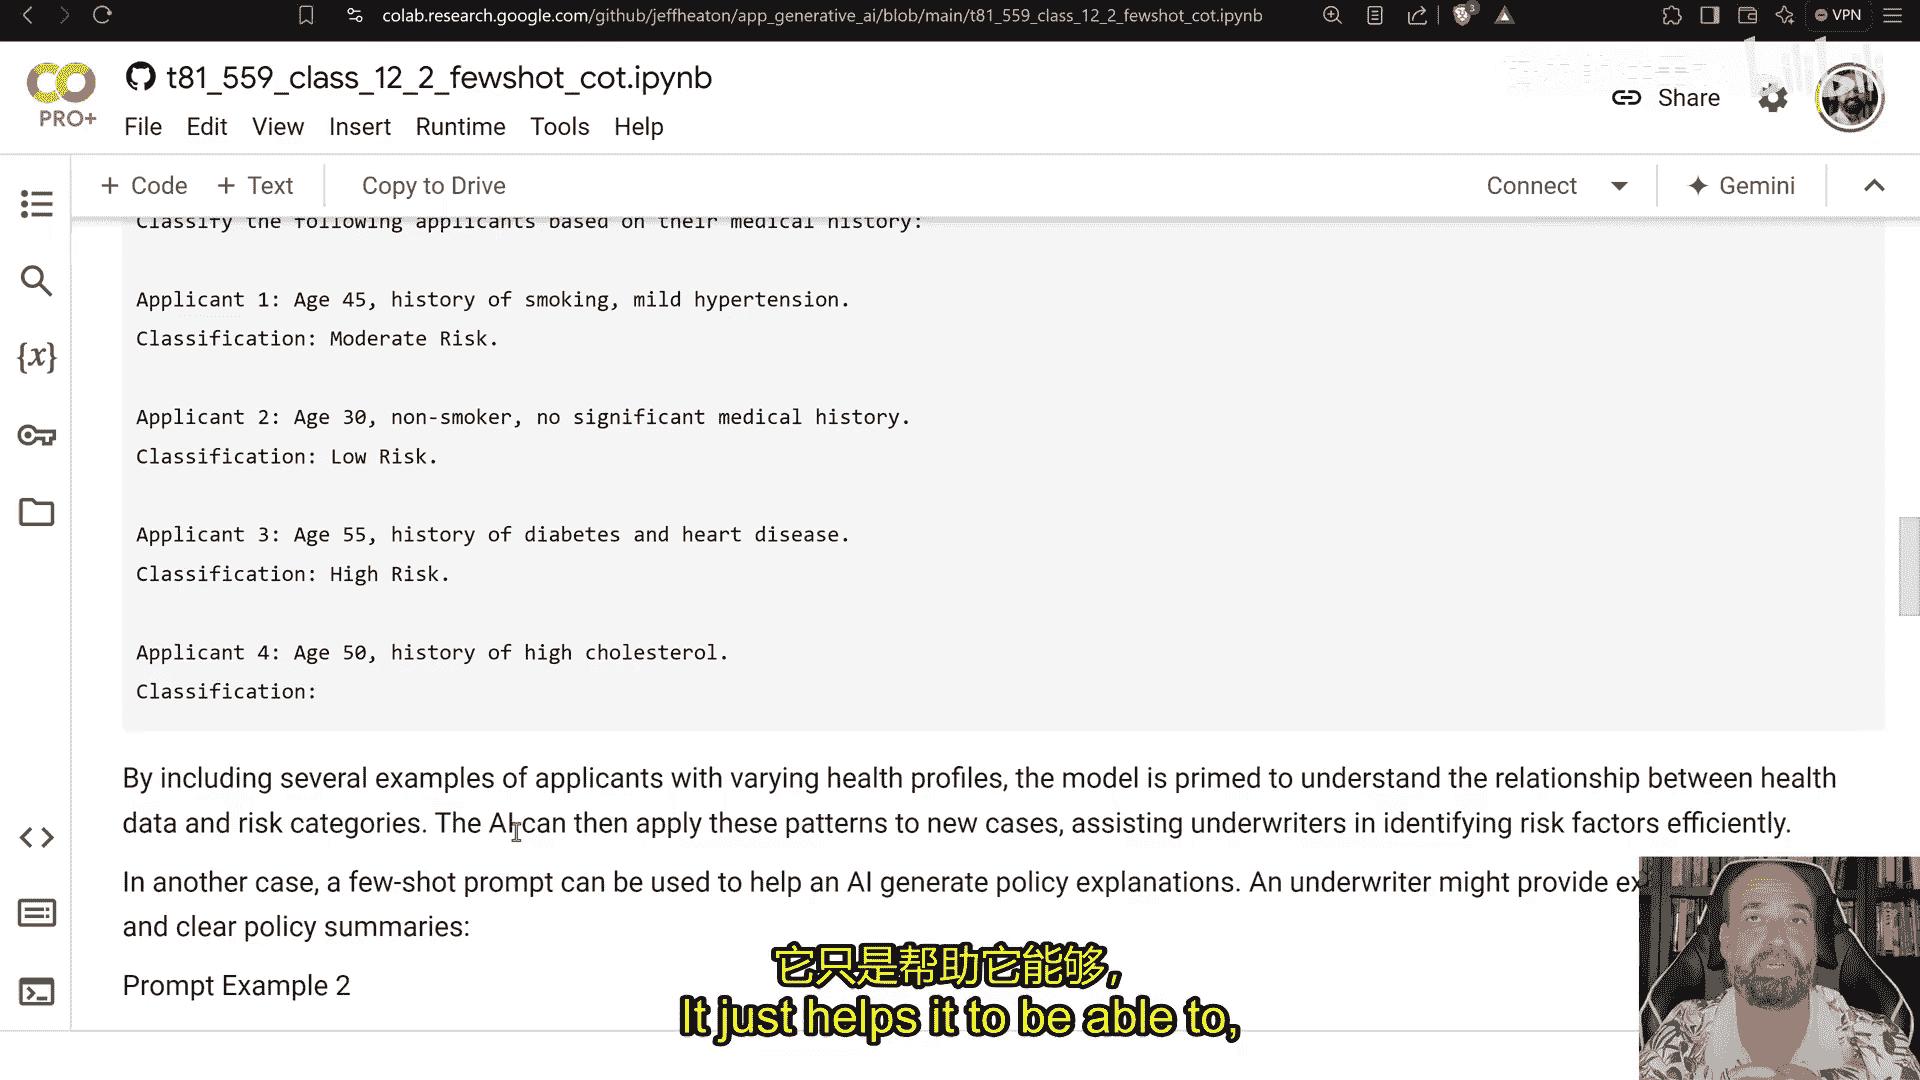 colab.research.google.com/github/jeffheaton/app_generative_ai/blob/main/t81_559_class_12_2_fewshot_cot.ipynb
3
VPN
PRO+
t81_559_class_12_2_fewshot_cot.ipynb
Share
File Edit View Insert Runtime Tools Help
+ Code + Text Copy to Drive Connect Gemini
Classify the following applicants based on their medical history:
Applicant 1: Age 45, history of smoking, mild hypertension.
Classification: Moderate Risk.
Applicant 2: Age 30, non-smoker, no significant medical history.
Classification: Low Risk.
Applicant 3: Age 55, history of diabetes and heart disease.
Classification: High Risk.
Applicant 4: Age 50, history of high cholesterol.
Classification:
By including several examples of applicants with varying health profiles, the model is primed to understand the relationship between health
data and risk categories. The AI can then apply these patterns to new cases, assisting underwriters in identifying risk factors efficiently.
In another case, a few-shot prompt can be used to help an AI generate policy explanations. An underwriter might provide ex
and clear policy summaries:
Prompt Example 2
它只是帮助它能够，
It just helps it to be able to,
{x}
bilibili